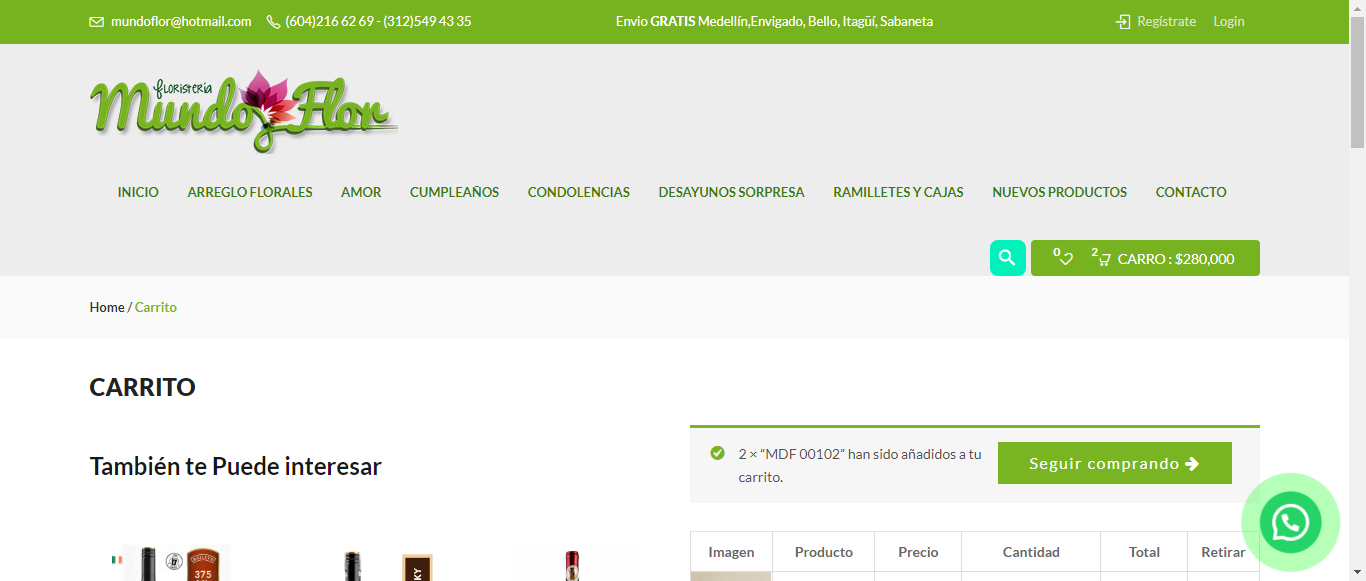 mundoflor@hotmail.com (604)216 62 69 - (312)549 43 35 Envio GRATIS Medellín,Envigado, Bello, Itagüí, Sabaneta Regístrate Login
floristería
Mundo Flor
INICIO ARREGLO FLORALES AMOR CUMPLEAÑOS CONDOLENCIAS DESAYUNOS SORPRESA RAMILLETES Y CAJAS NUEVOS PRODUCTOS CONTACTO
0 2 CARRO : $280,000
Home / Carrito
CARRITO
También te Puede interesar
2 × “MDF 00102” han sido añadidos a tu
carrito.
Seguir comprando
Imagen Producto Precio Cantidad Total Retirar
375